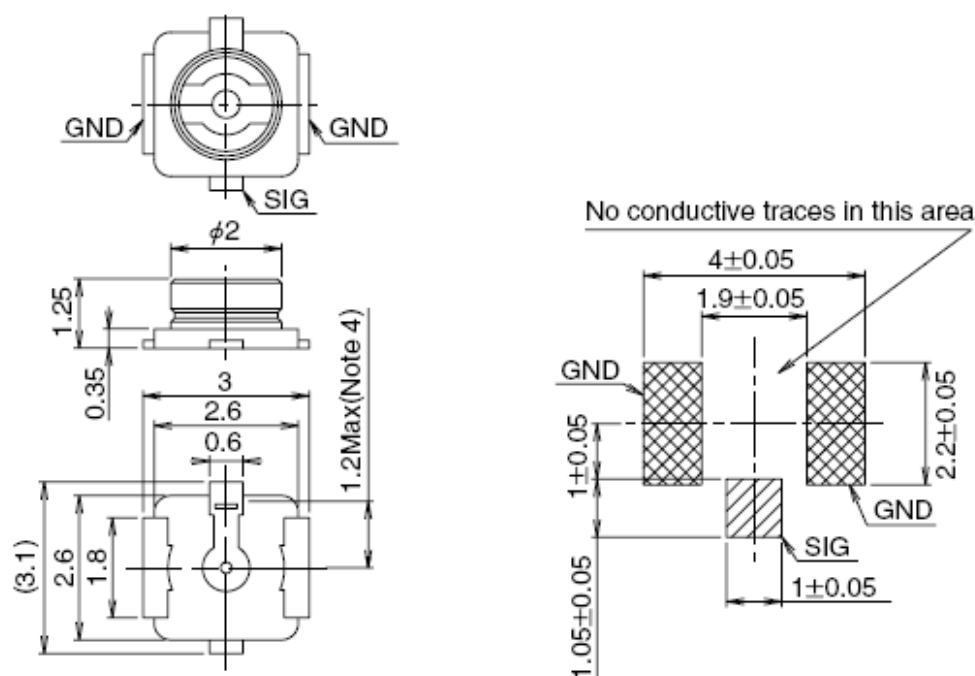 GND
GND
SIG
ϕ2
1.25
0.35
3
2.6
0.6
1.2Max(Note 4)
(3.1)
2.6
1.8
No conductive traces in this area
4±0.05
1.9±0.05
GND
2.2±0.05
1±0.05
GND
SIG
1±0.05
1.05±0.05